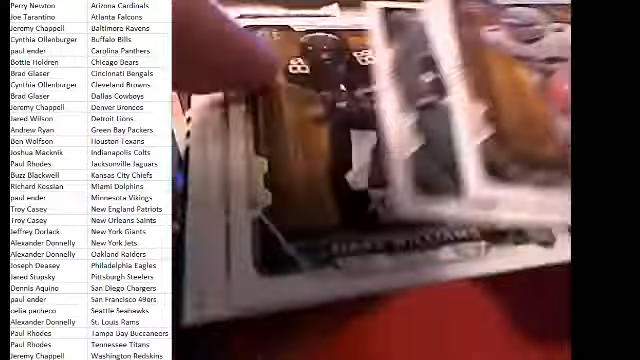 Perry Newton Arizona Cardinals
Joe Tarantino Atlanta Falcons
Jeremy Chappell Baltimore Ravens
Cynthia Ollenburger Buffalo Bills
paul ender Carolina Panthers
Bottie Holdren Chicago Bears
Brad Glaser Cincinnati Bengals
Cynthia Ollenburger Cleveland Browns
Brad Glaser Dallas Cowboys
Jeremy Chappell Denver Broncos
Jared Wilson Detroit Lions
Andrew Ryan Green Bay Packers
Ben Wolfson Houston Texans
Joshua Macknik Indianapolis Colts
Paul Rhodes Jacksonville Jaguars
Buzz Blackwell Kansas City Chiefs
Richard Kossian Miami Dolphins
paul ender Minnesota Vikings
Troy Casey New England Patriots
Troy Casey New Orleans Saints
Jeffrey Dorlack New York Giants
Alexander Donnelly New York Jets
Alexander Donnelly Oakland Raiders
Joseph Deasey Philadelphia Eagles
Jared Stupsky Pittsburgh Steelers
Dennis Aquino San Diego Chargers
paul ender San Francisco 49ers
celia pacheco Seattle Seahawks
Alexander Donnelly St. Louis Rams
Paul Rhodes Tampa Bay Buccaneers
Paul Rhodes Tennessee Titans
Jeremy Chappell Washington Redskins
WILLIAMS